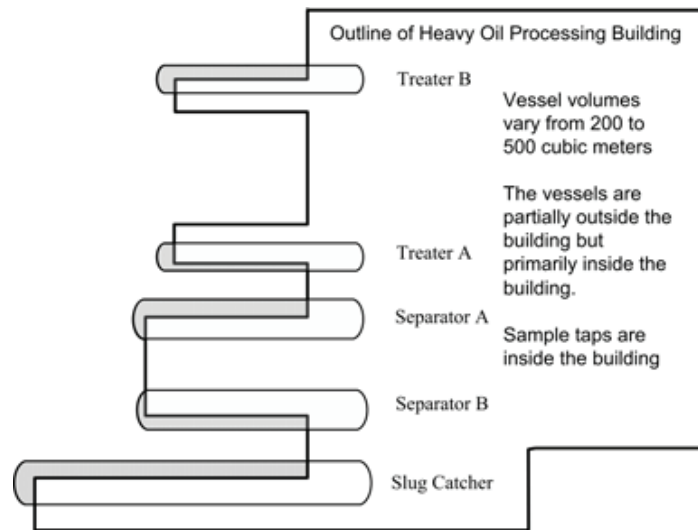 Outline of Heavy Oil Processing Building
Treater B
Vessel volumes
vary from 200 to
500 cubic meters
The vessels are
partially outside the
building but
primarily inside the
building.
Treater A
Separator A
Sample taps are
inside the building
Separator B
Slug Catcher